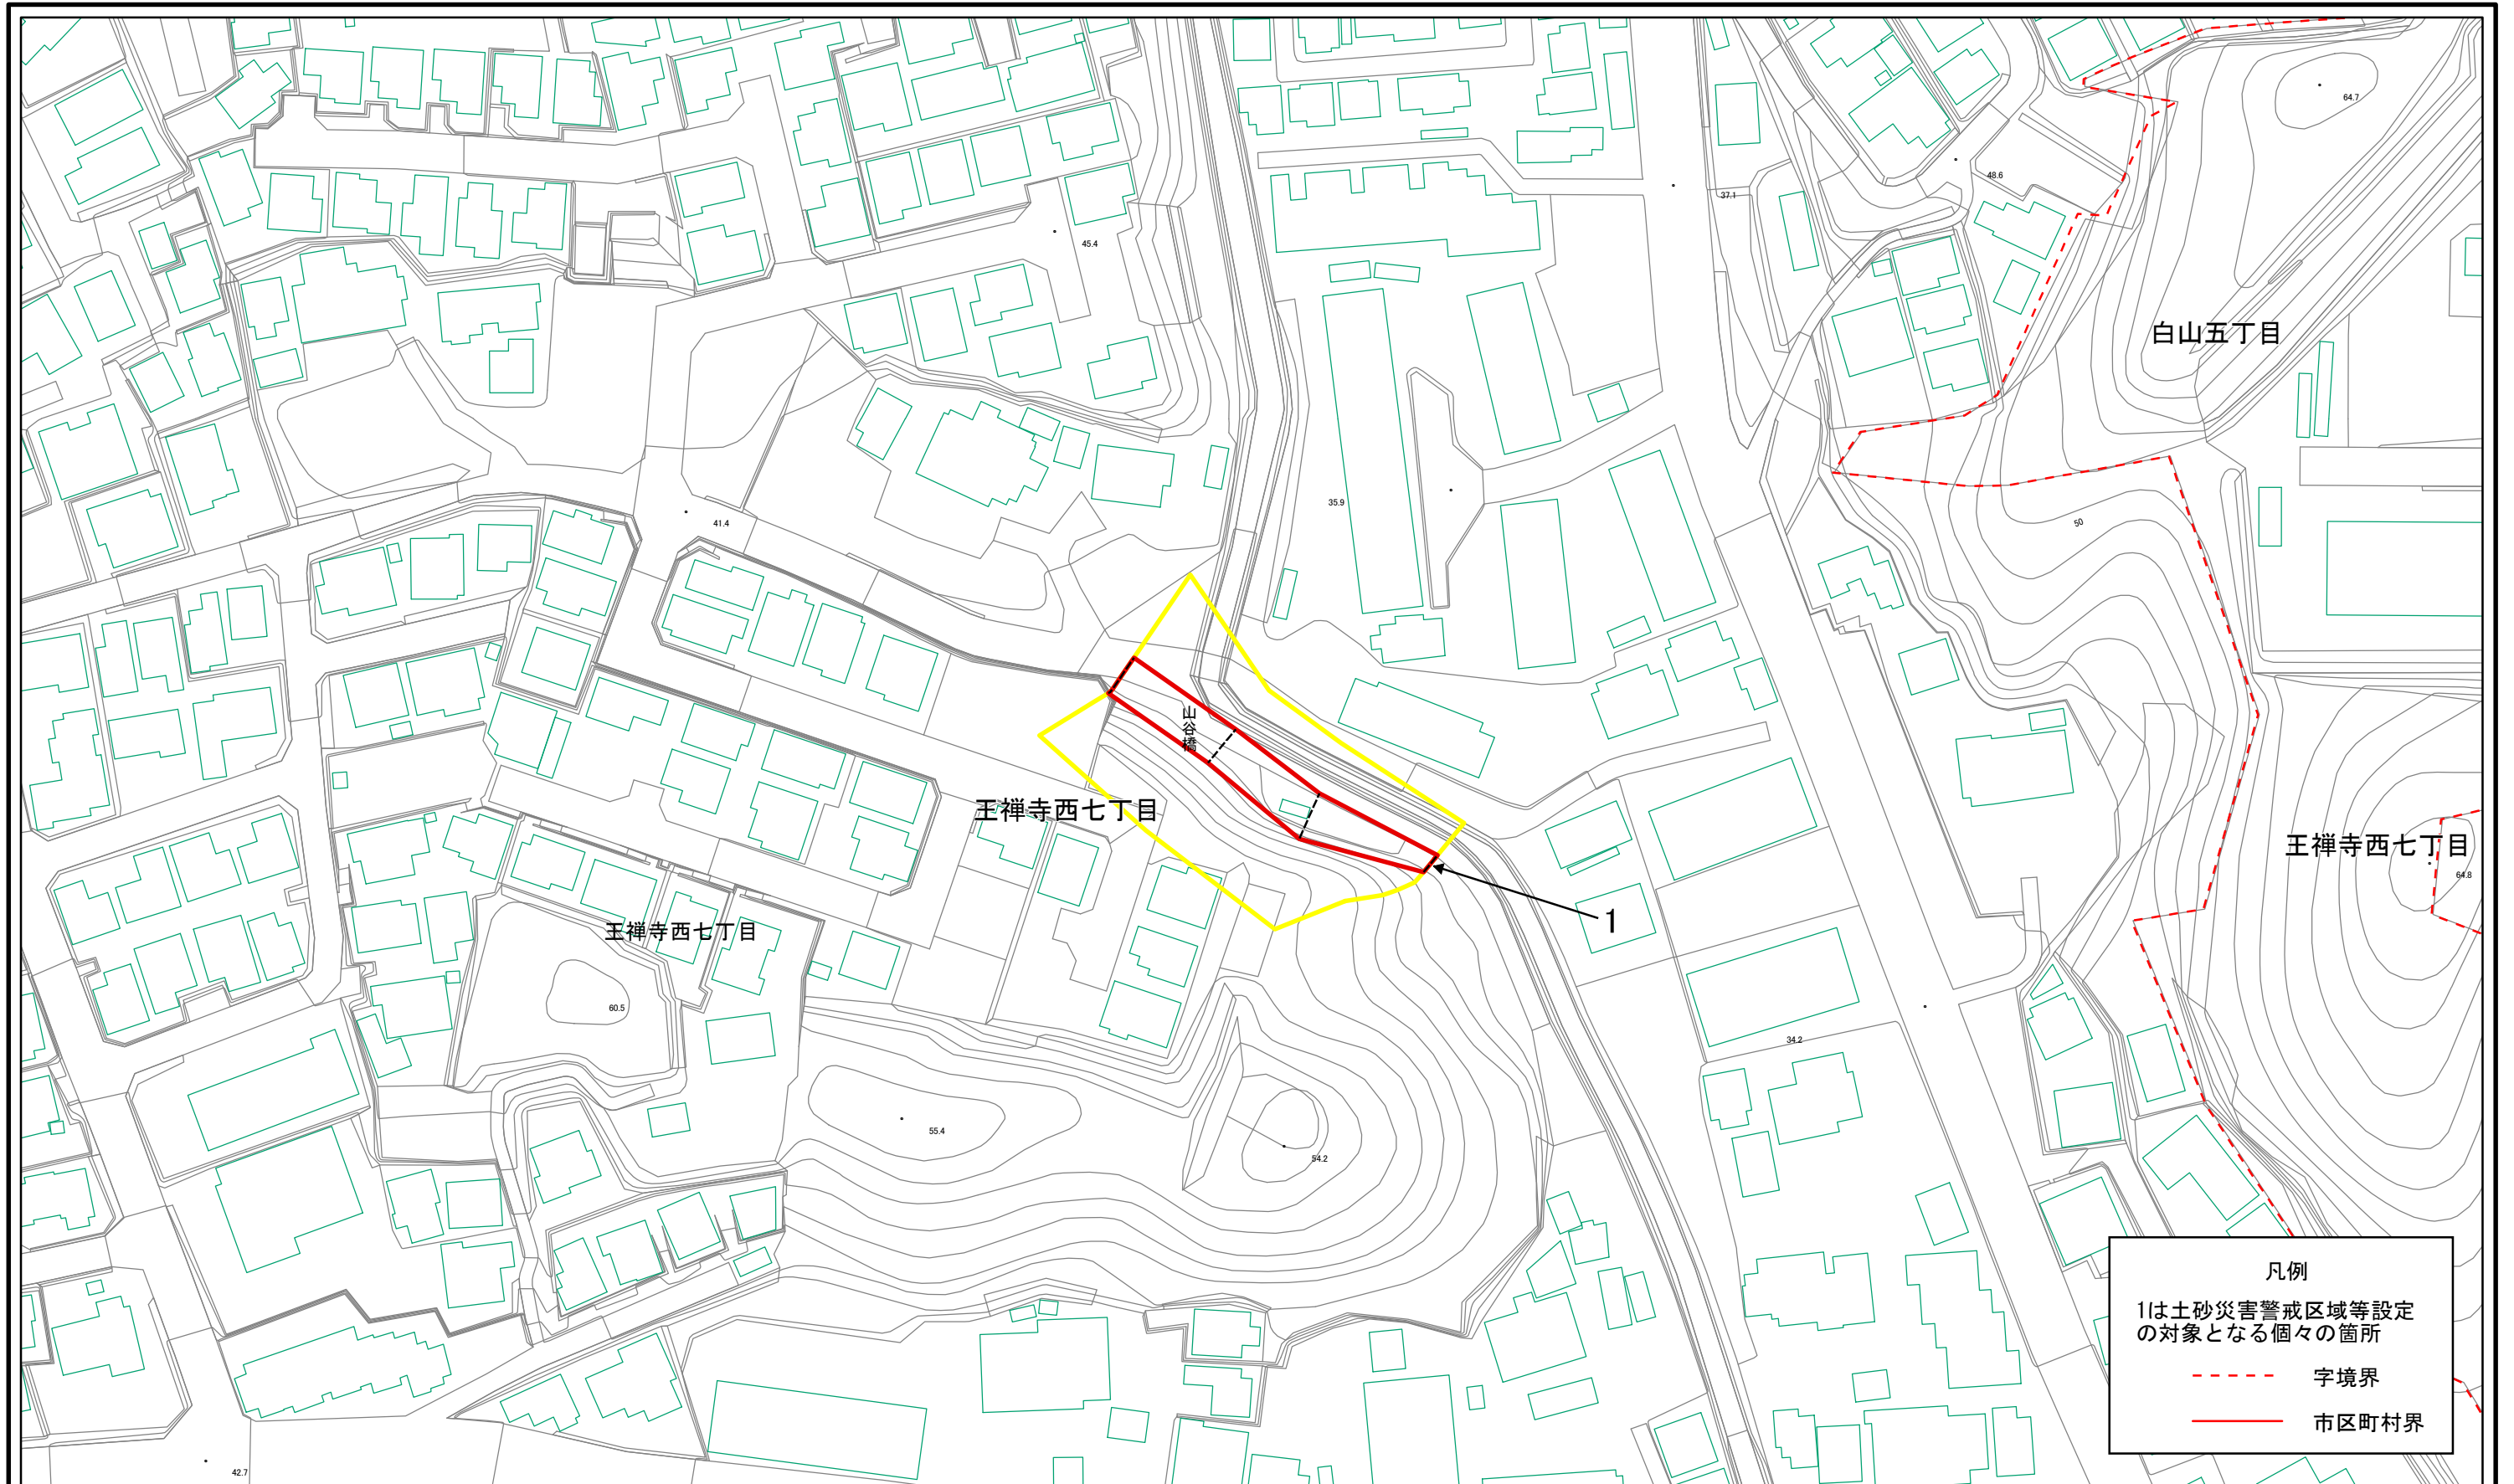 64.7
48.6
37.1
45.4
白山五丁目
35.9
41.4
50
山谷橋
王禅寺西七丁目
王禅寺西七丁目
64.8
1
王禅寺西七丁目
60.5
34.2
55.4
54.2
凡例
1は土砂災害警戒区域等設定
の対象となる個々の箇所
字境界
市区町村界
42.7